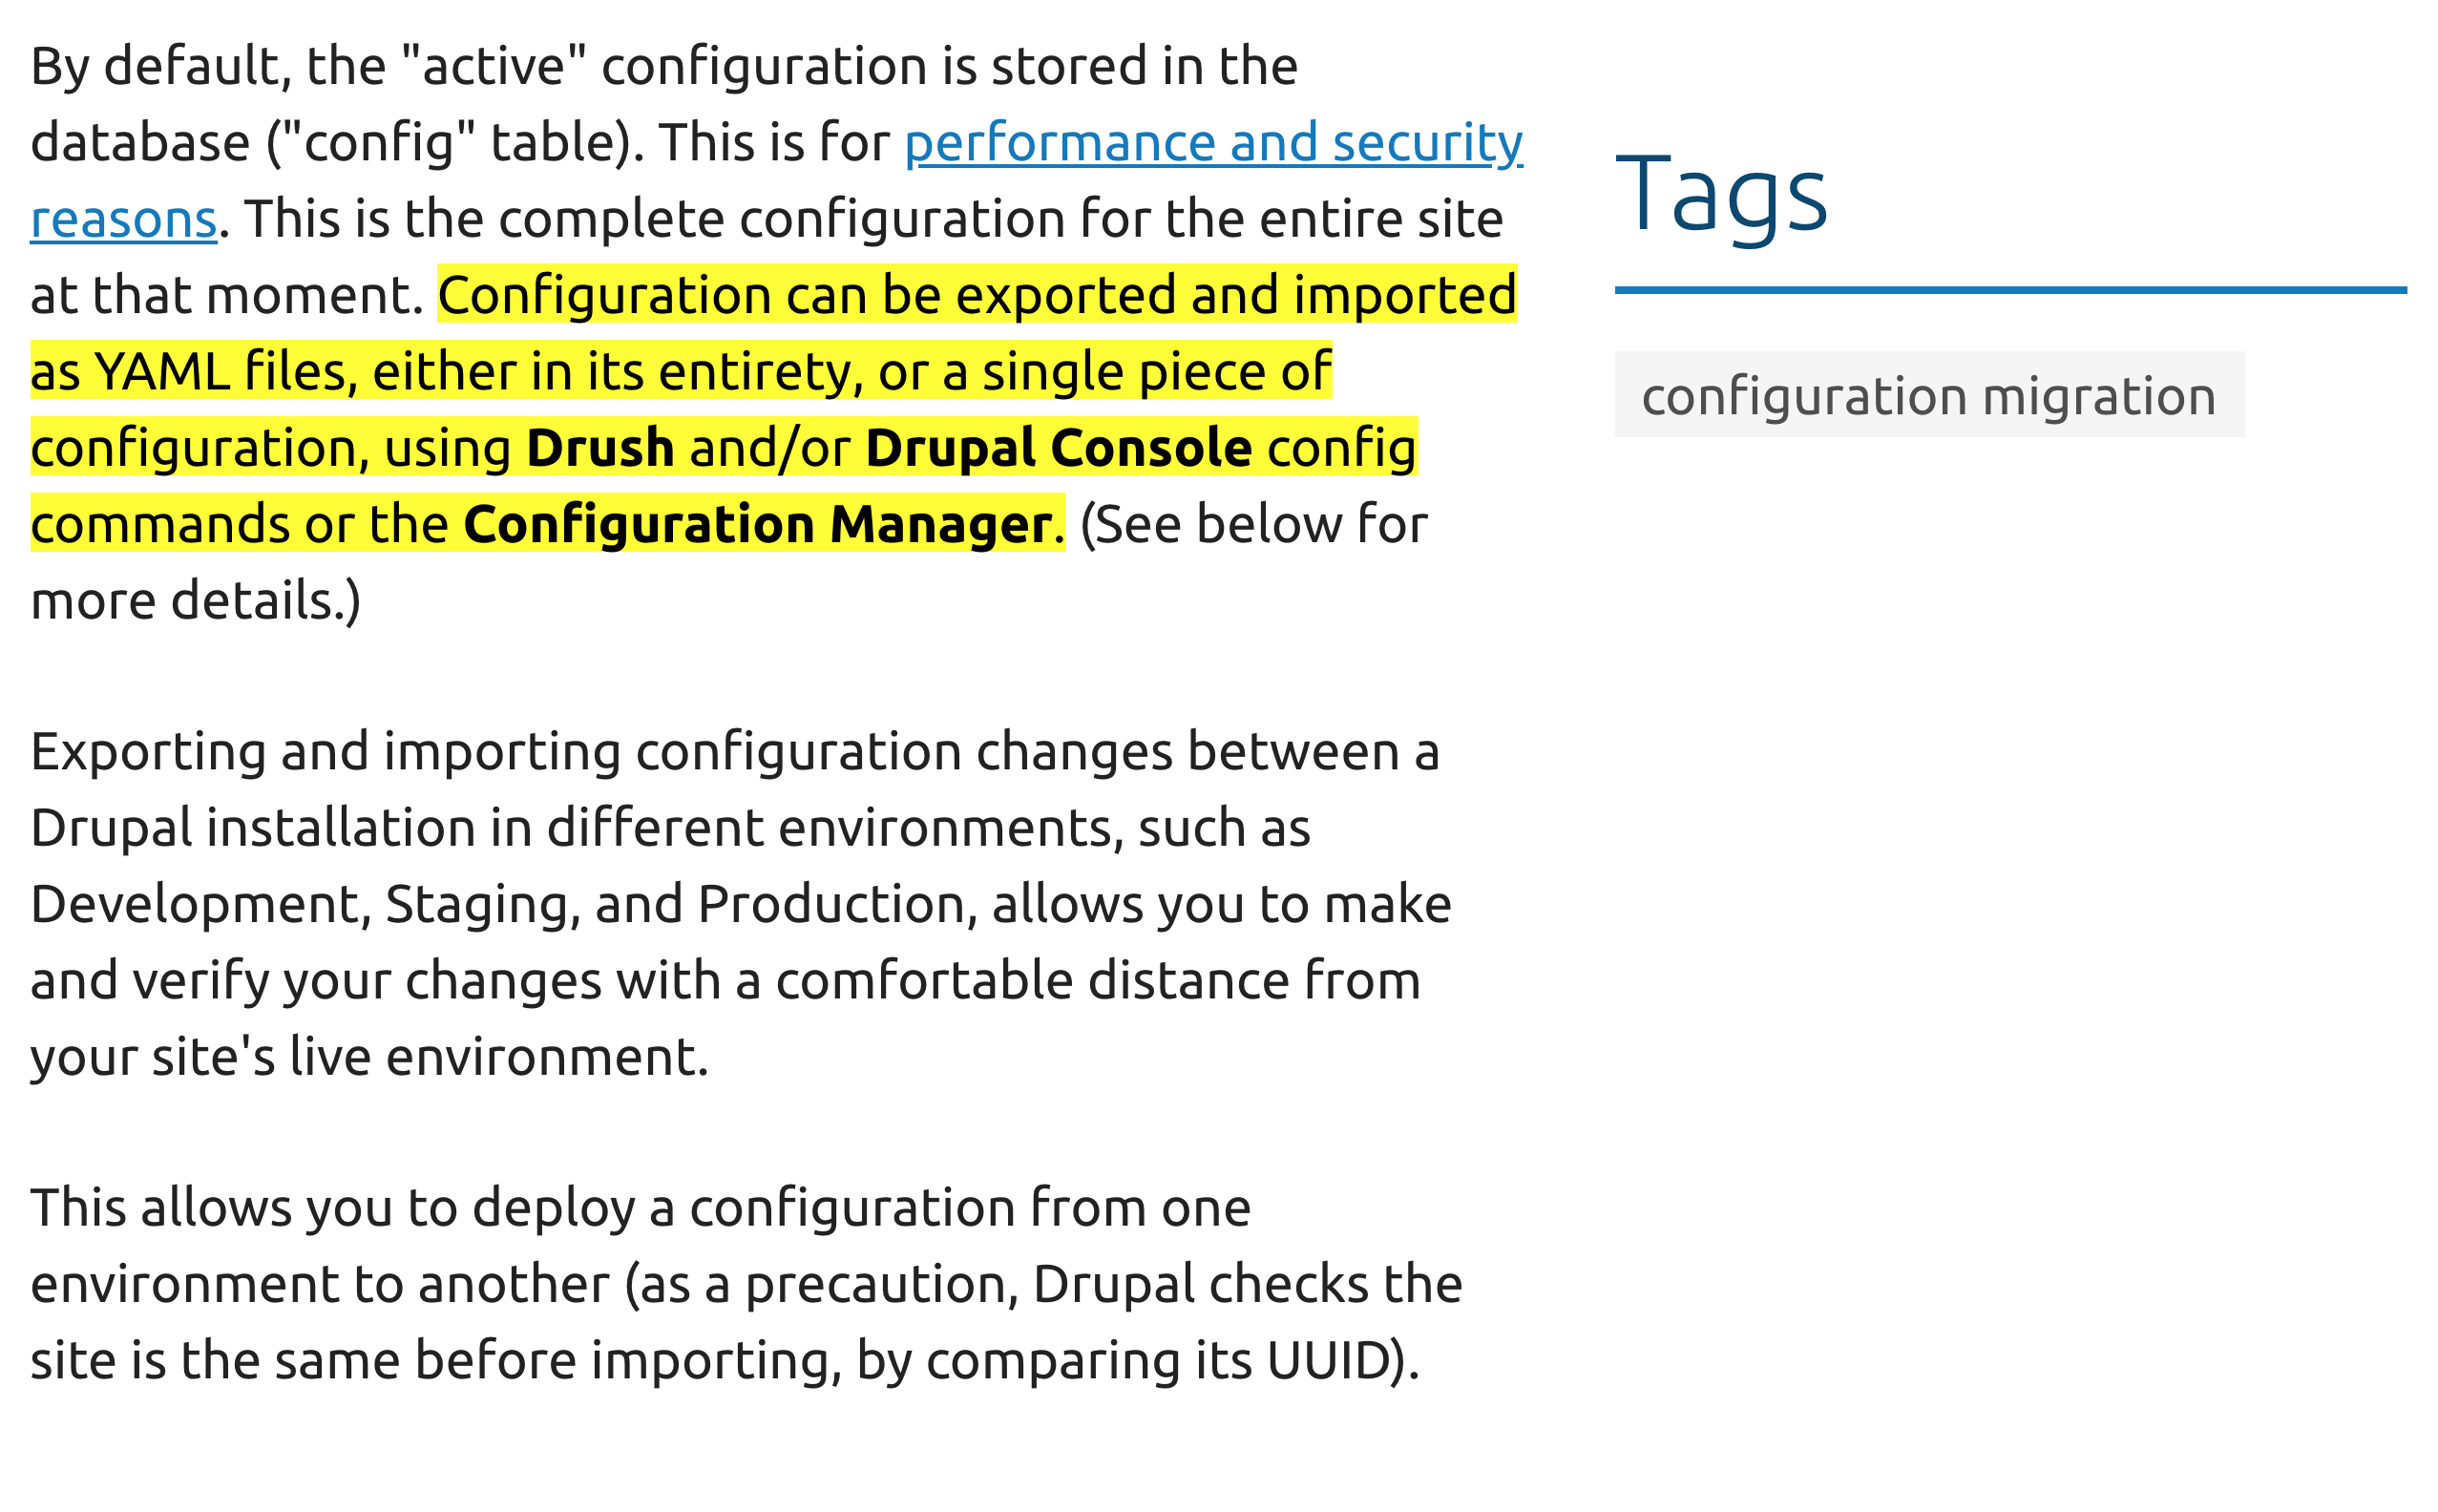 By default, the "active" configuration is stored in the
database ("config" table). This is for performance and security
reasons. This is the complete configuration for the entire site
at that moment. Configuration can be exported and imported
as YAML files, either in its entirety, or a single piece of
configuration, using Drush and/or Drupal Console config
commands or the Configuration Manager. (See below for
more details.)
Exporting and importing configuration changes between a
Drupal installation in different environments, such as
Development, Staging, and Production, allows you to make
and verify your changes with a comfortable distance from
your site's live environment.
This allows you to deploy a configuration from one
environment to another (as a precaution, Drupal checks the
site is the same before importing, by comparing its UUID).
Tags
configuration migration